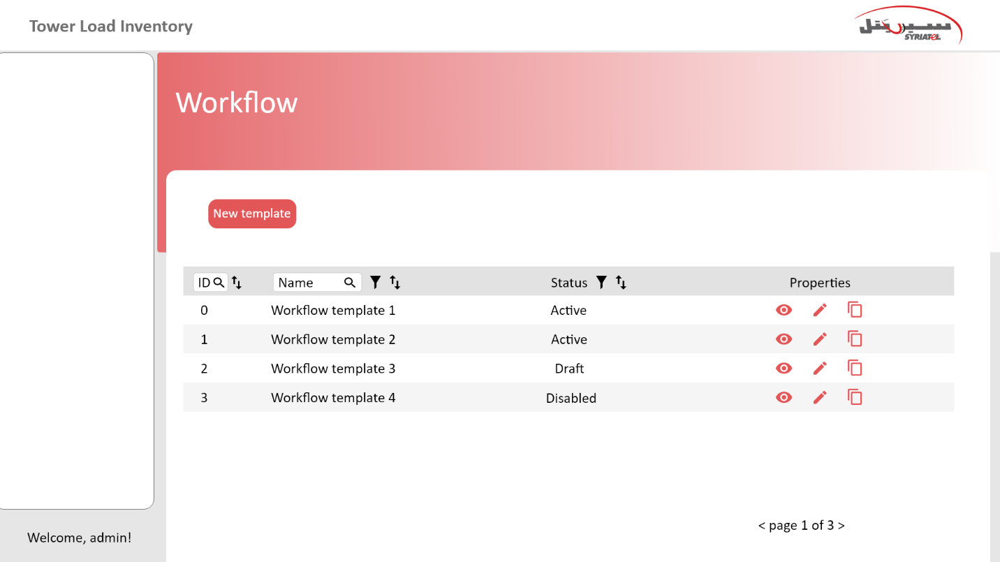 Tower Load Inventory
سيريتل
SYRIATEL
Workflow
New template
ID Name Status Properties
0 Workflow template 1 Active
1 Workflow template 2 Active
2 Workflow template 3 Draft
3 Workflow template 4 Disabled
< page 1 of 3 >
Welcome, admin!